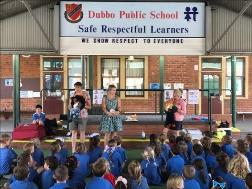 Dubbo Public School
Safe Respectful Learners
WE SHOW RESPECT TO EVERYONE